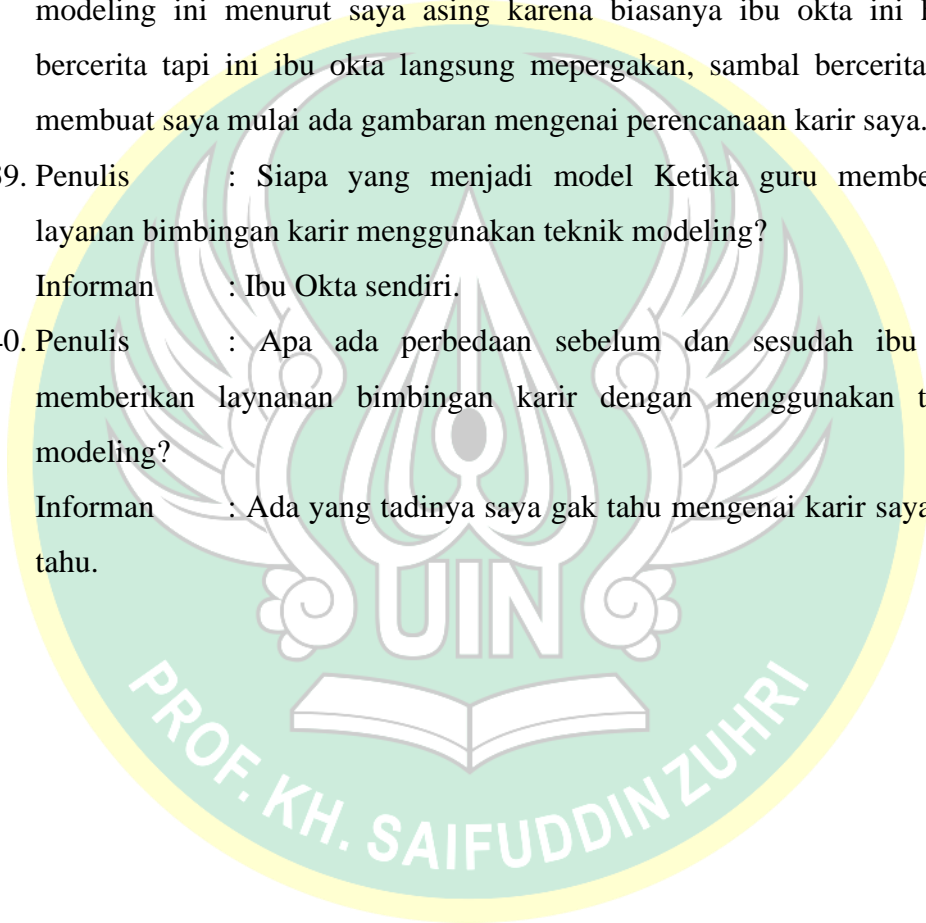 modeling ini menurut saya asing karena biasanya ibu okta ini
bercerita tapi ini ibu okta langsung mepergakan, sambal bercerita
membuat saya mulai ada gambaran mengenai perencanaan karir saya.
39. Penulis : Siapa yang menjadi model Ketika guru membe
layanan bimbingan karir menggunakan teknik modeling?
Informan : Ibu Okta sendiri.
40. Penulis : Apa ada perbedaan sebelum dan sesudah ibu
memberikan laynanan bimbingan karir dengan menggunakan t
modeling?
Informan : Ada yang tadinya saya gak tahu mengenai karir saya
tahu.
UIN
PROF. KH. SAIFUDDIN ZUHRI